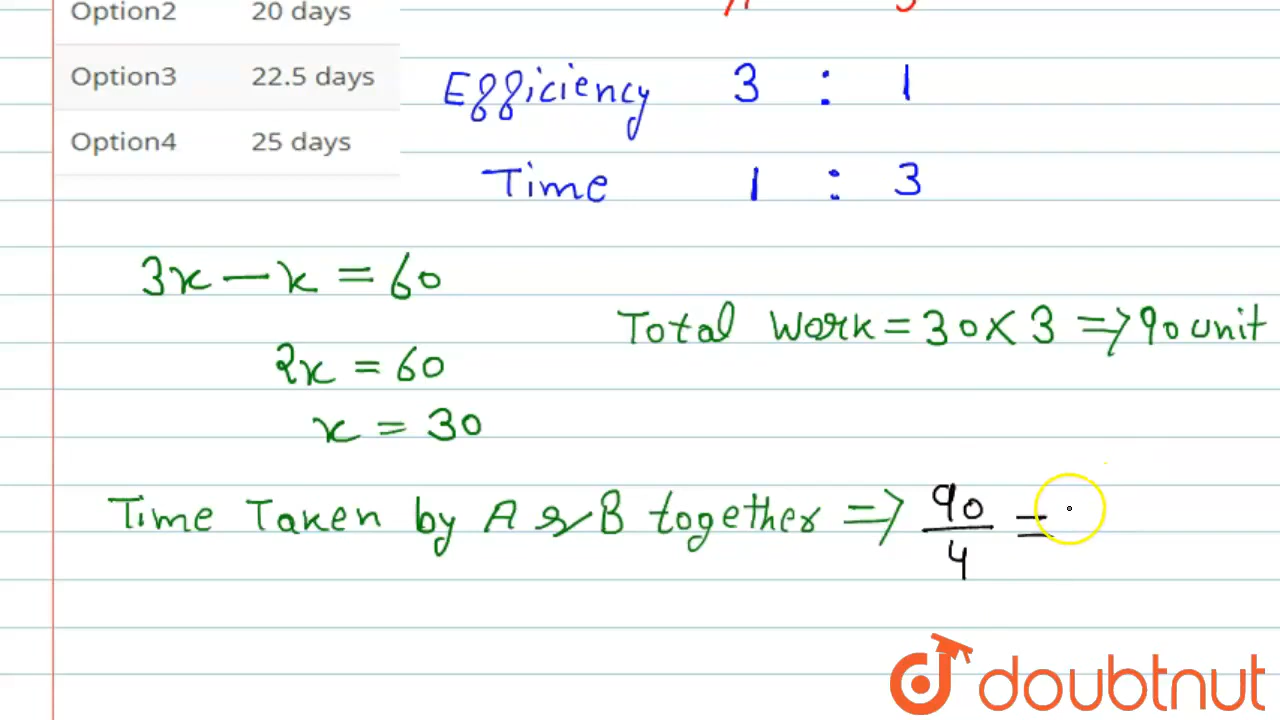 Option2 20 days
Option3 22.5 days
Option4 25 days
Efficiency 3 : 1
Time 1 : 3
3x - x = 60
Total work = 30 × 3 => 90 unit
2x = 60
x = 30
Time Taken by A & B together => 90/4 =
doubtnut